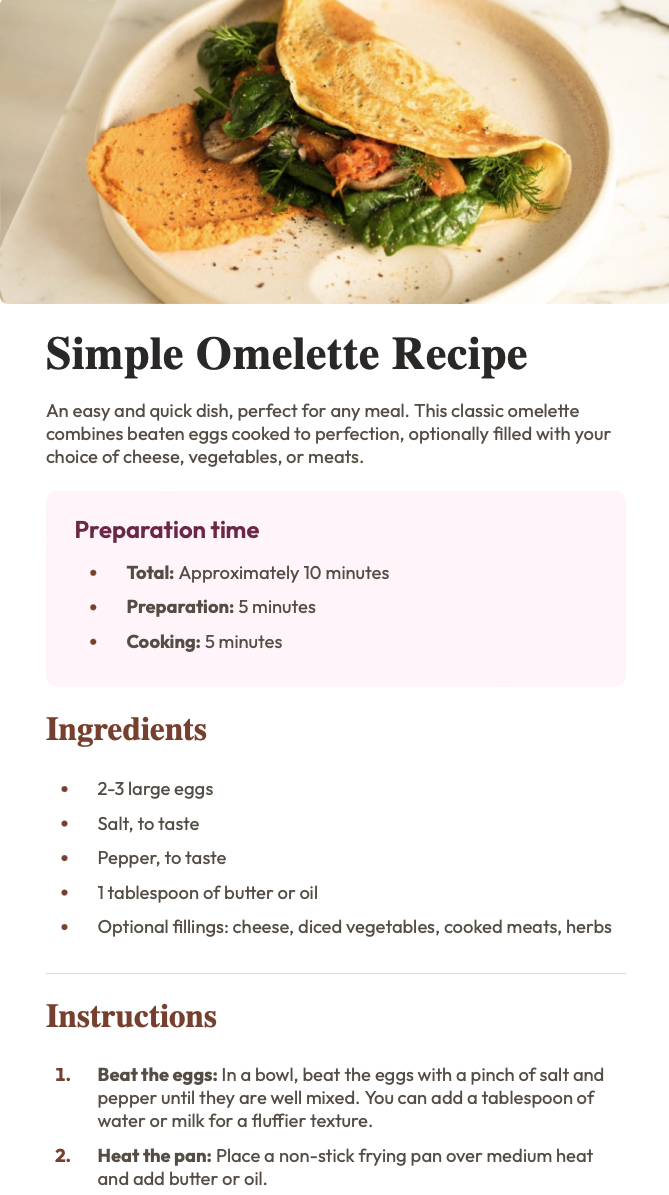 Simple Omelette Recipe
An easy and quick dish, perfect for any meal. This classic omelette
combines beaten eggs cooked to perfection, optionally filled with your
choice of cheese, vegetables, or meats.
Preparation time
• Total: Approximately 10 minutes
• Preparation: 5 minutes
• Cooking: 5 minutes
Ingredients
• 2-3 large eggs
• Salt, to taste
• Pepper, to taste
• 1 tablespoon of butter or oil
• Optional fillings: cheese, diced vegetables, cooked meats, herbs
Instructions
1. Beat the eggs: In a bowl, beat the eggs with a pinch of salt and
pepper until they are well mixed. You can add a tablespoon of
water or milk for a fluffier texture.
2. Heat the pan: Place a non-stick frying pan over medium heat
and add butter or oil.